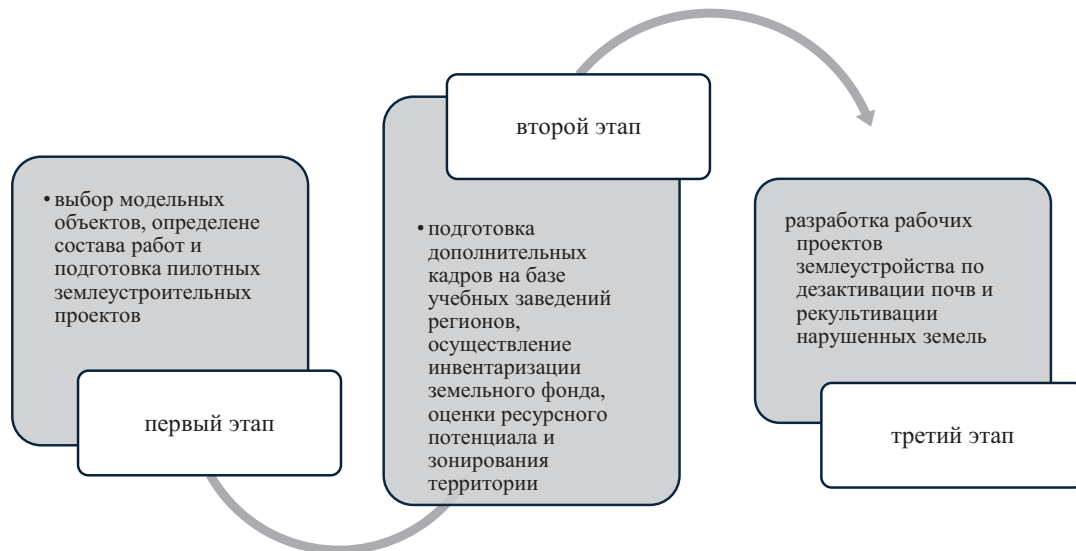 • выбор модельных
объектов, определене
состава работ и
подготовка пилотных
землеустроительных
проектов
первый этап
второй этап
• подготовка
дополнительных
кадров на базе
учебных заведений
регионов,
осуществление
инвентаризации
земельного фонда,
оценки ресурсного
потенциала и
зонирования
территории
разработка рабочих
проектов
землеустройства по
дезактивации почв и
рекультивации
нарушенных земель
третий этап